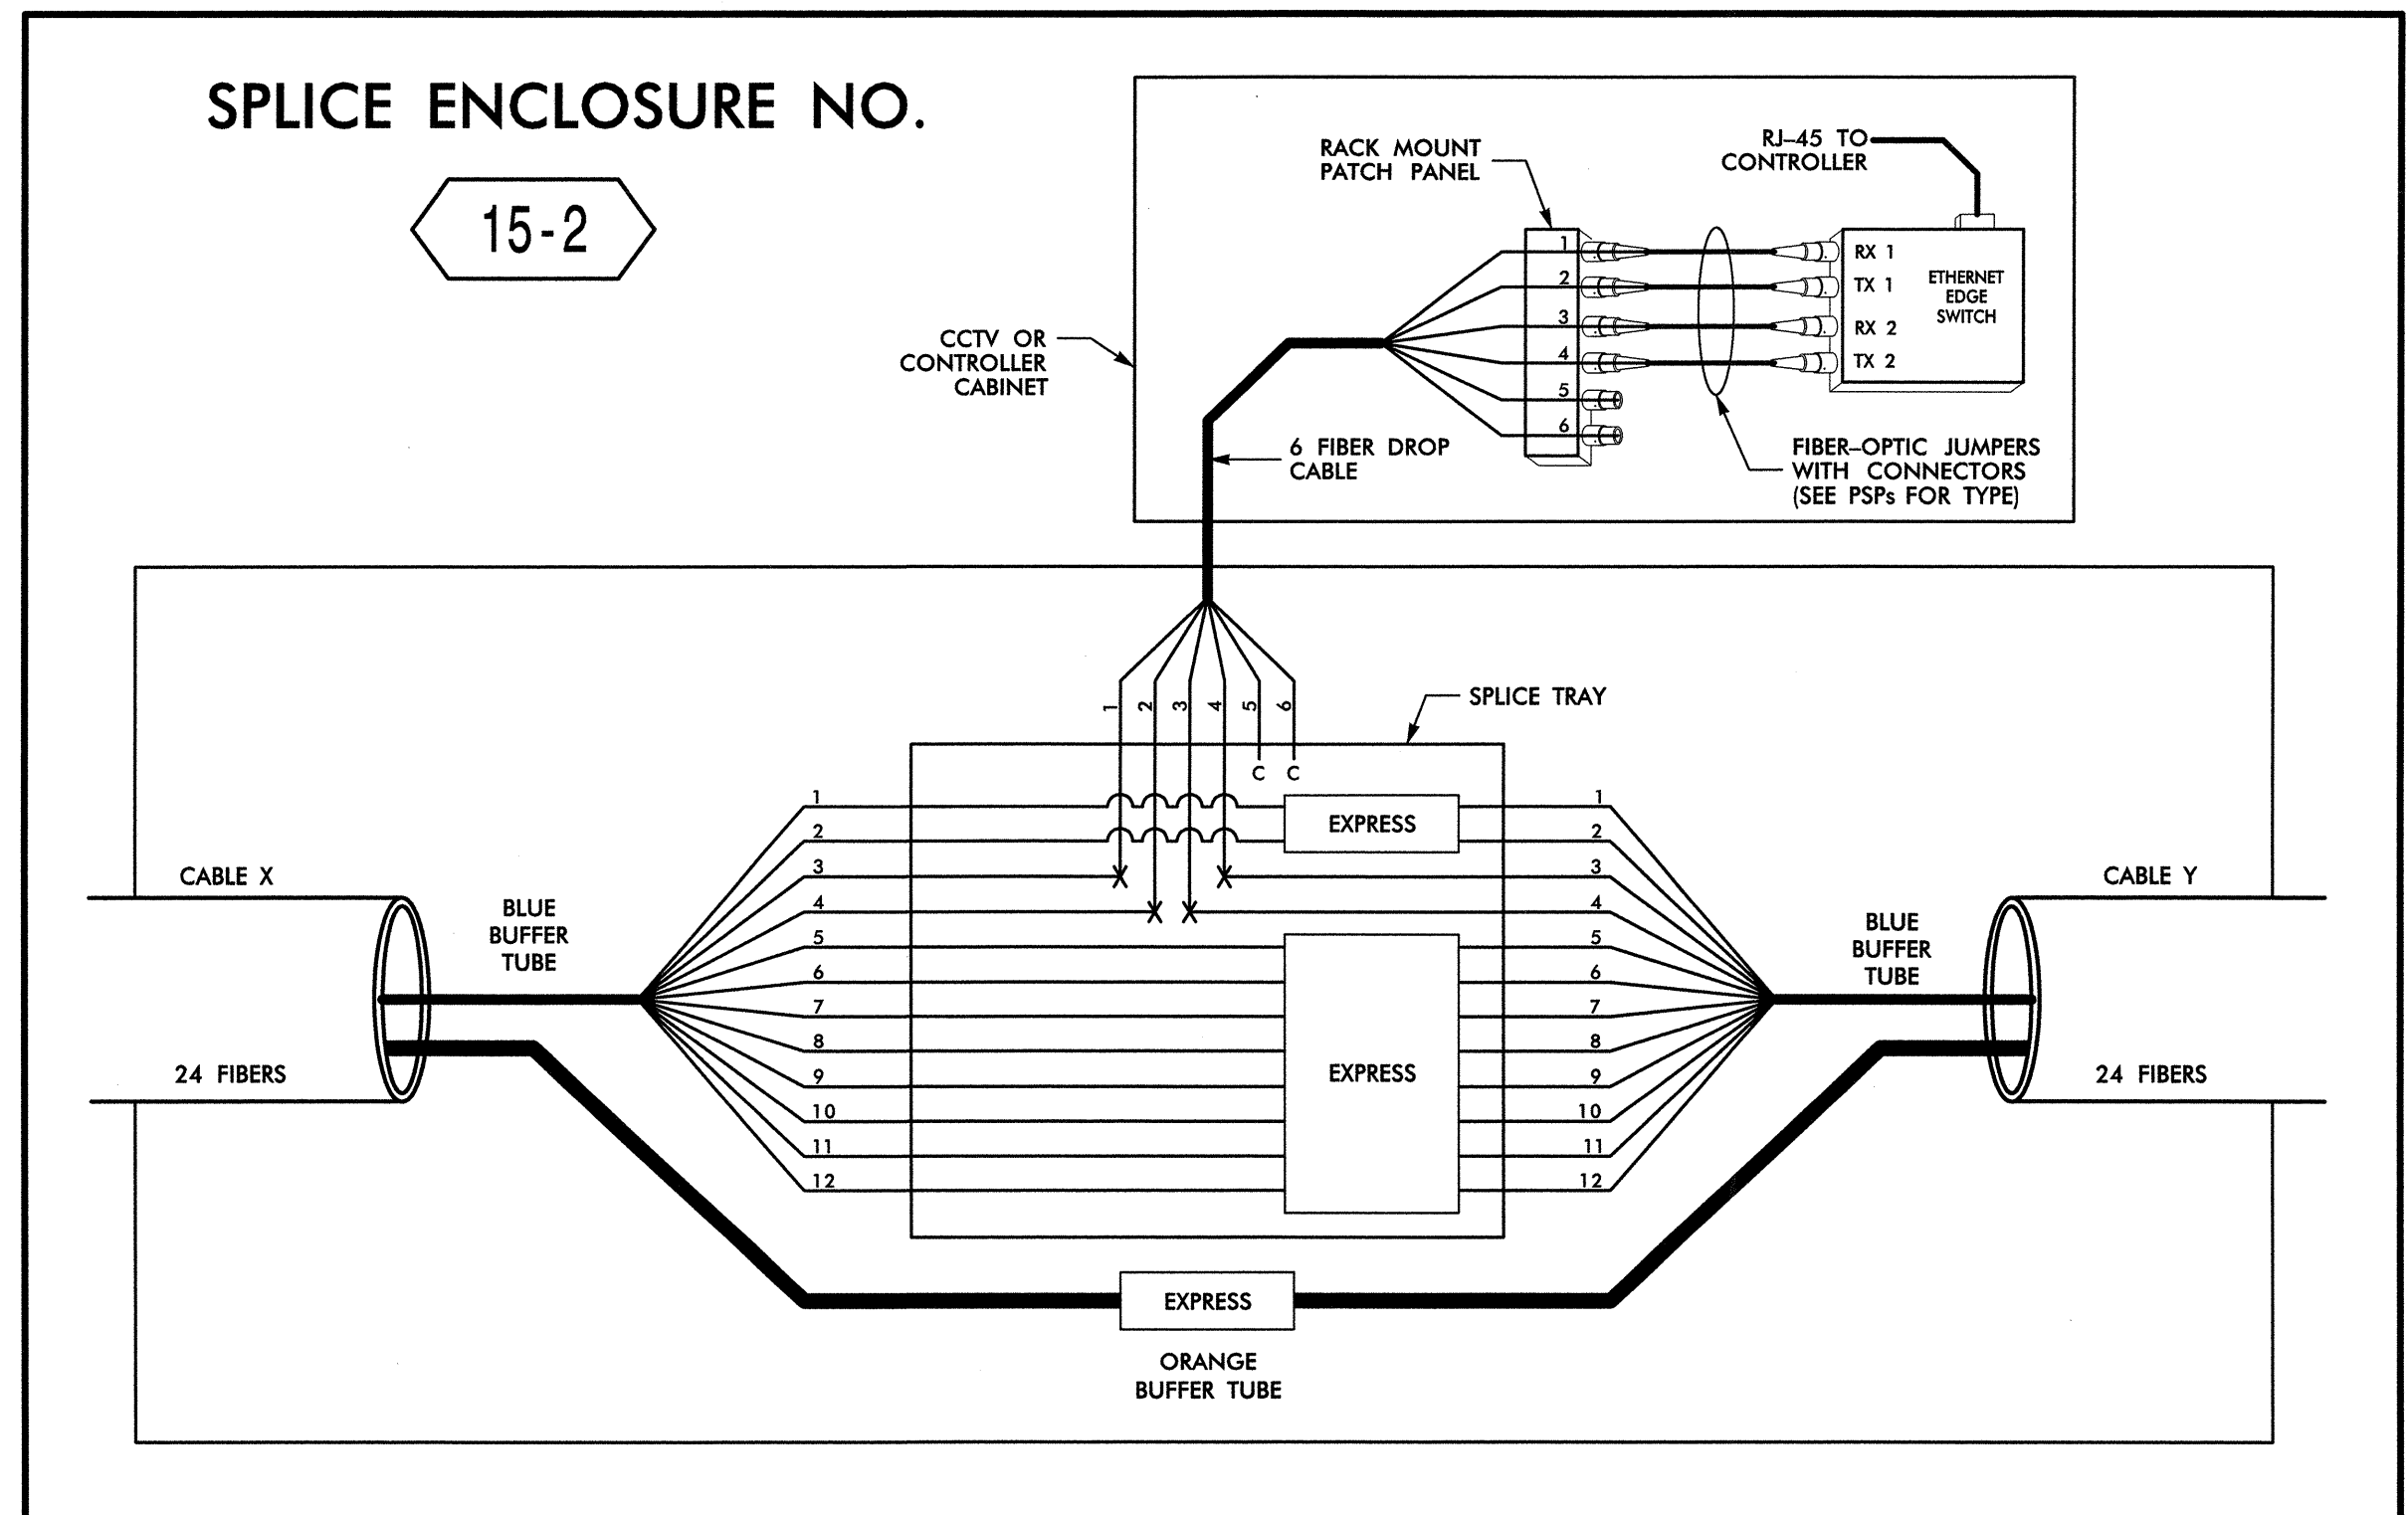 SPLICE ENCLOSURE NO.
15-2
RACK MOUNT
PATCH PANEL
RJ-45 TO
CONTROLLER
1
2
3
4
5
6
RX 1
TX 1
RX 2
TX 2
ETHERNET
EDGE
SWITCH
CCTV OR
CONTROLLER
CABINET
6 FIBER DROP
CABLE
FIBER-OPTIC JUMPERS
WITH CONNECTORS
(SEE PSPs FOR TYPE)
1 2 3 4 5 6
SPLICE TRAY
C C
1
2
3
4
5
6
7
8
9
10
11
12
EXPRESS
EXPRESS
1
2
3
4
5
6
7
8
9
10
11
12
CABLE X
BLUE
BUFFER
TUBE
24 FIBERS
CABLE Y
BLUE
BUFFER
TUBE
24 FIBERS
EXPRESS
ORANGE
BUFFER TUBE